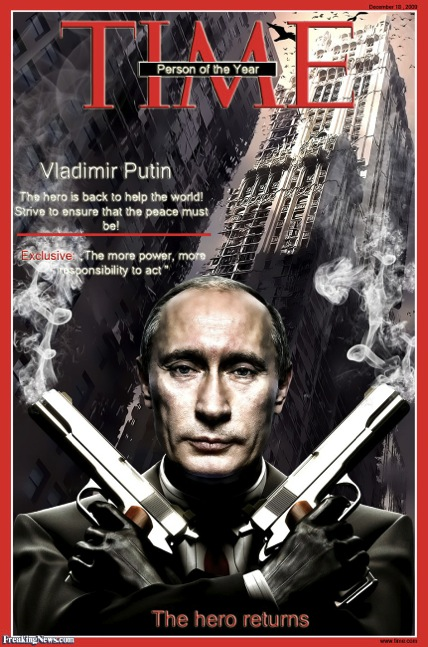 December 10 , 2009
TIME
Person of the Year
Vladimir Putin
The hero is back to help the world!
Strive to ensure that the peace must
be!
Exclusive "The more power, more
responsibility to act "
The hero returns
FreakingNews.com
www.time.com